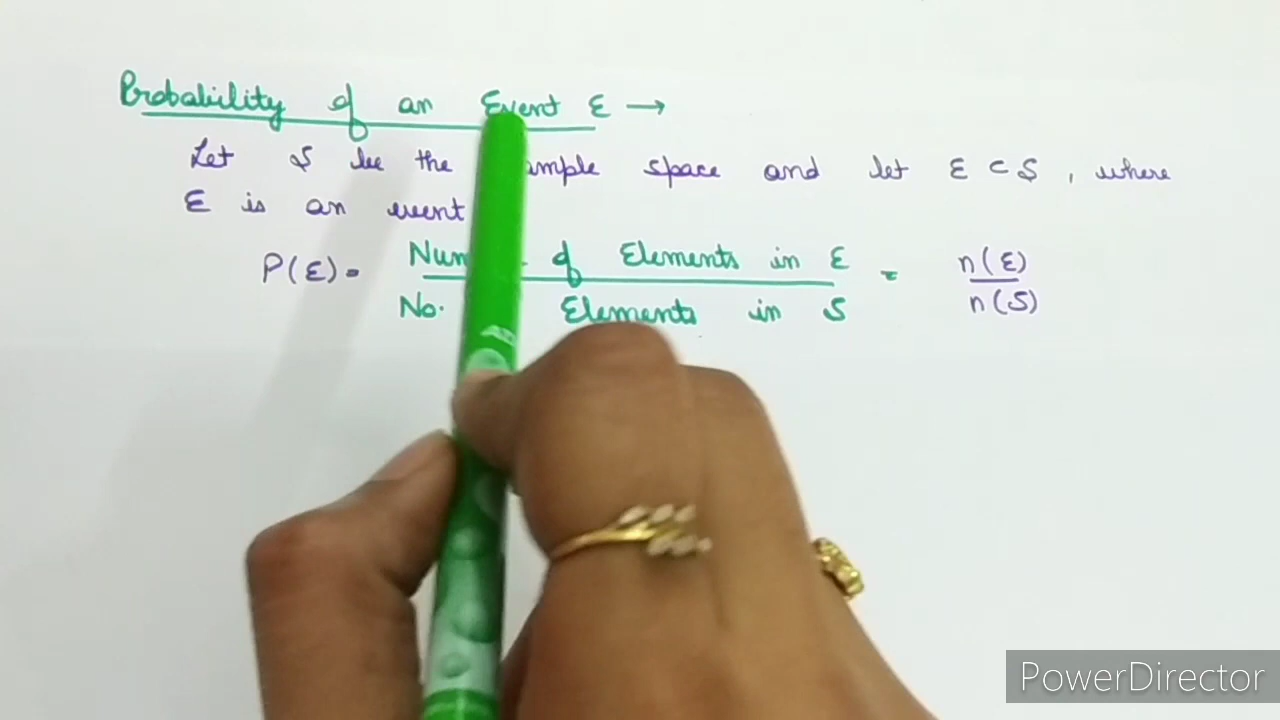 Probability of an Event E →
Let S be the ample space and let E ⊂ S, where
E is an event
P(E) = Num of Elements in E / No. Elements in S = n(E) / n(S)
PowerDirector